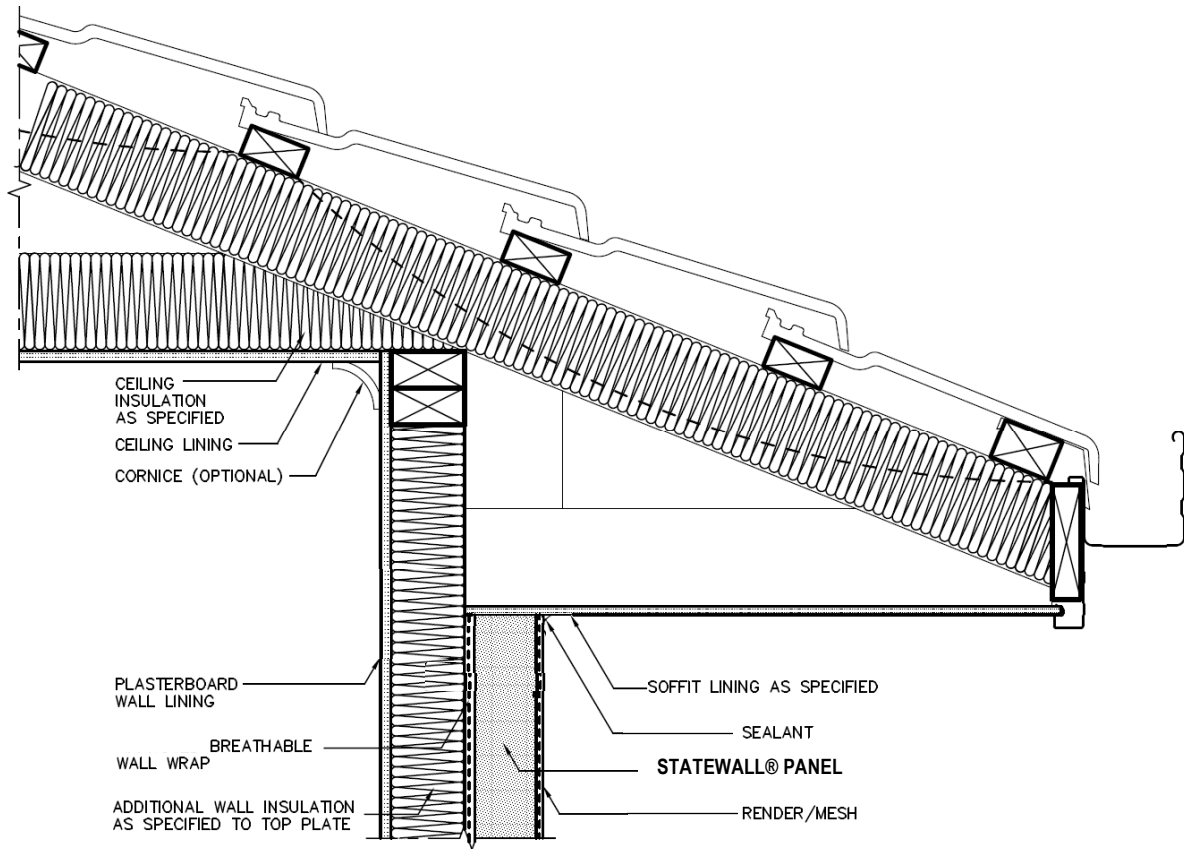 CEILING
INSULATION
AS SPECIFIED
CEILING LINING
CORNICE (OPTIONAL)
PLASTERBOARD
WALL LINING
BREATHABLE
WALL WRAP
ADDITIONAL WALL INSULATION
AS SPECIFIED TO TOP PLATE
SOFFIT LINING AS SPECIFIED
SEALANT
STATEWALL® PANEL
RENDER/MESH